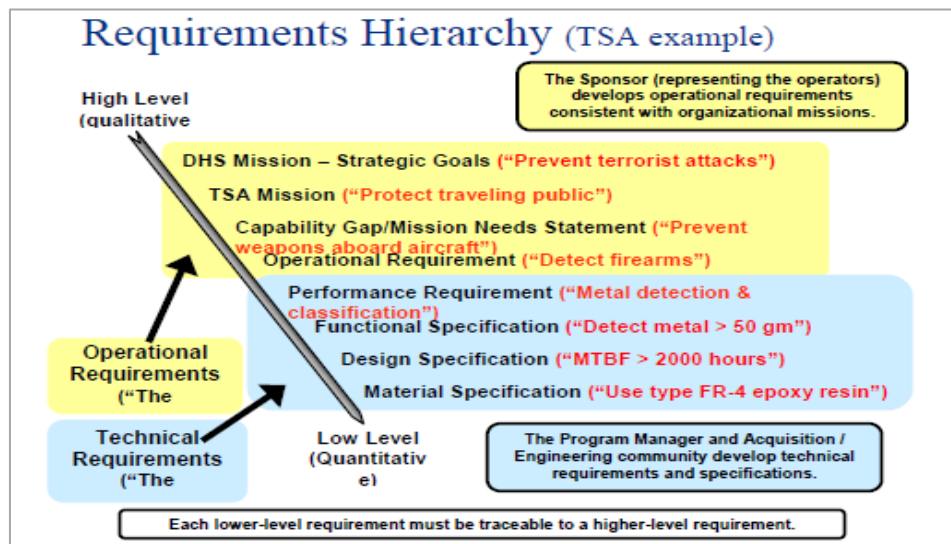 Requirements Hierarchy (TSA example)
The Sponsor (representing the operators)
develops operational requirements
consistent with organizational missions.
High Level
(qualitative
DHS Mission – Strategic Goals (“Prevent terrorist attacks”)
TSA Mission (“Protect traveling public”)
Capability Gap/Mission Needs Statement (“Prevent
weapons aboard aircraft”)
Operational Requirement (“Detect firearms”)
Performance Requirement (“Metal detection &
classification”)
Functional Specification (“Detect metal > 50 gm”)
Design Specification (“MTBF > 2000 hours”)
Material Specification (“Use type FR-4 epoxy resin”)
Operational
Requirements
(“The
Technical
Requirements
(“The
Low Level
(Quantitativ
e)
The Program Manager and Acquisition /
Engineering community develop technical
requirements and specifications.
Each lower-level requirement must be traceable to a higher-level requirement.